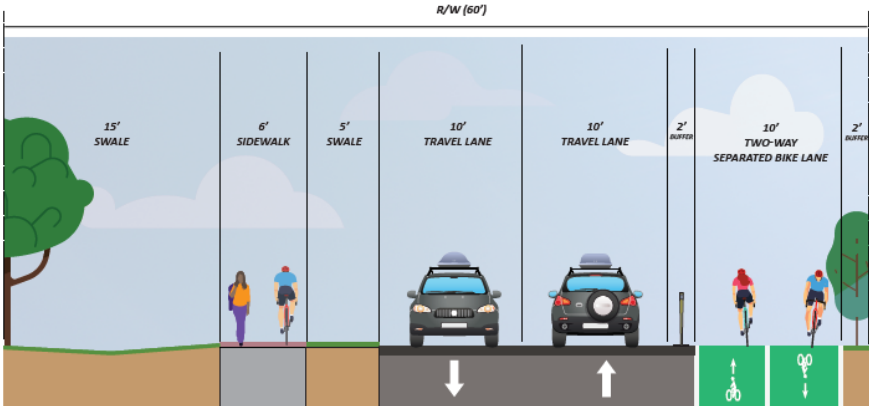 R/W (60')
15'
SWALE
6'
SIDEWALK
5'
SWALE
10'
TRAVEL LANE
10'
TRAVEL LANE
2'
BUFFER
10'
TWO-WAY
SEPARATED BIKE LANE
2'
BUFFER